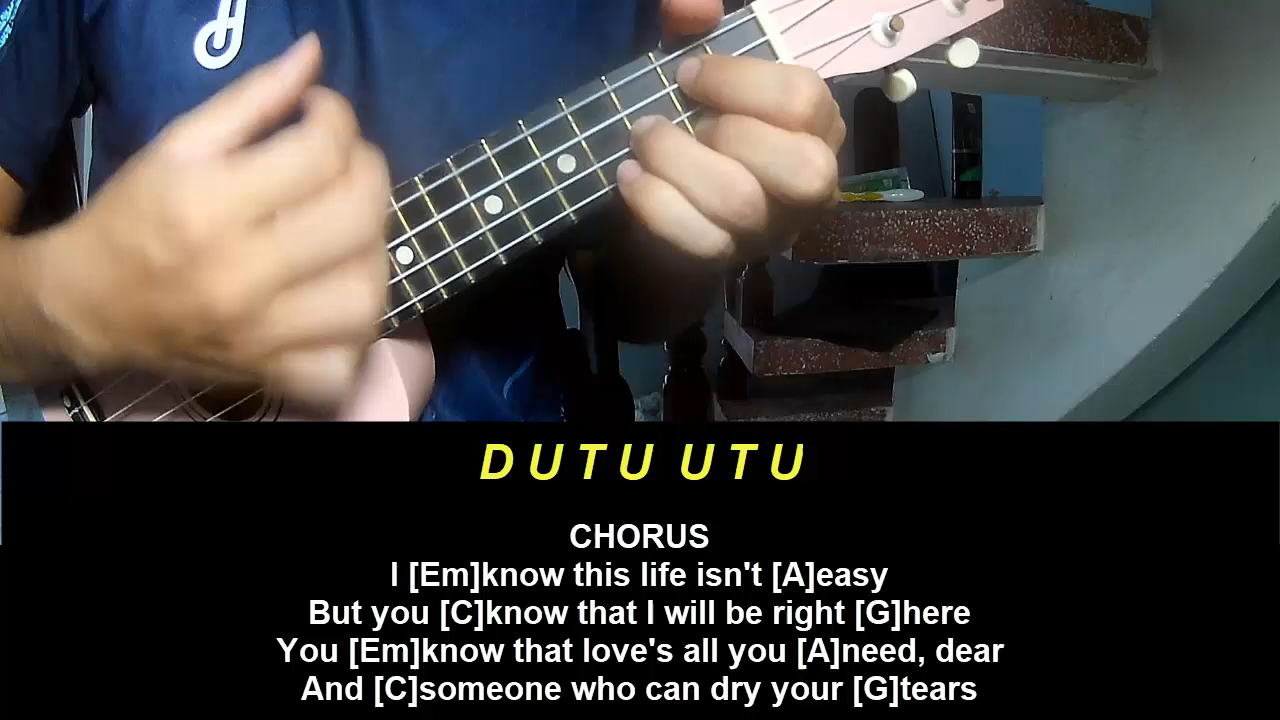 D U T U  U T U
CHORUS
I [Em]know this life isn't [A]easy
But you [C]know that I will be right [G]here
You [Em]know that love's all you [A]need, dear
And [C]someone who can dry your [G]tears